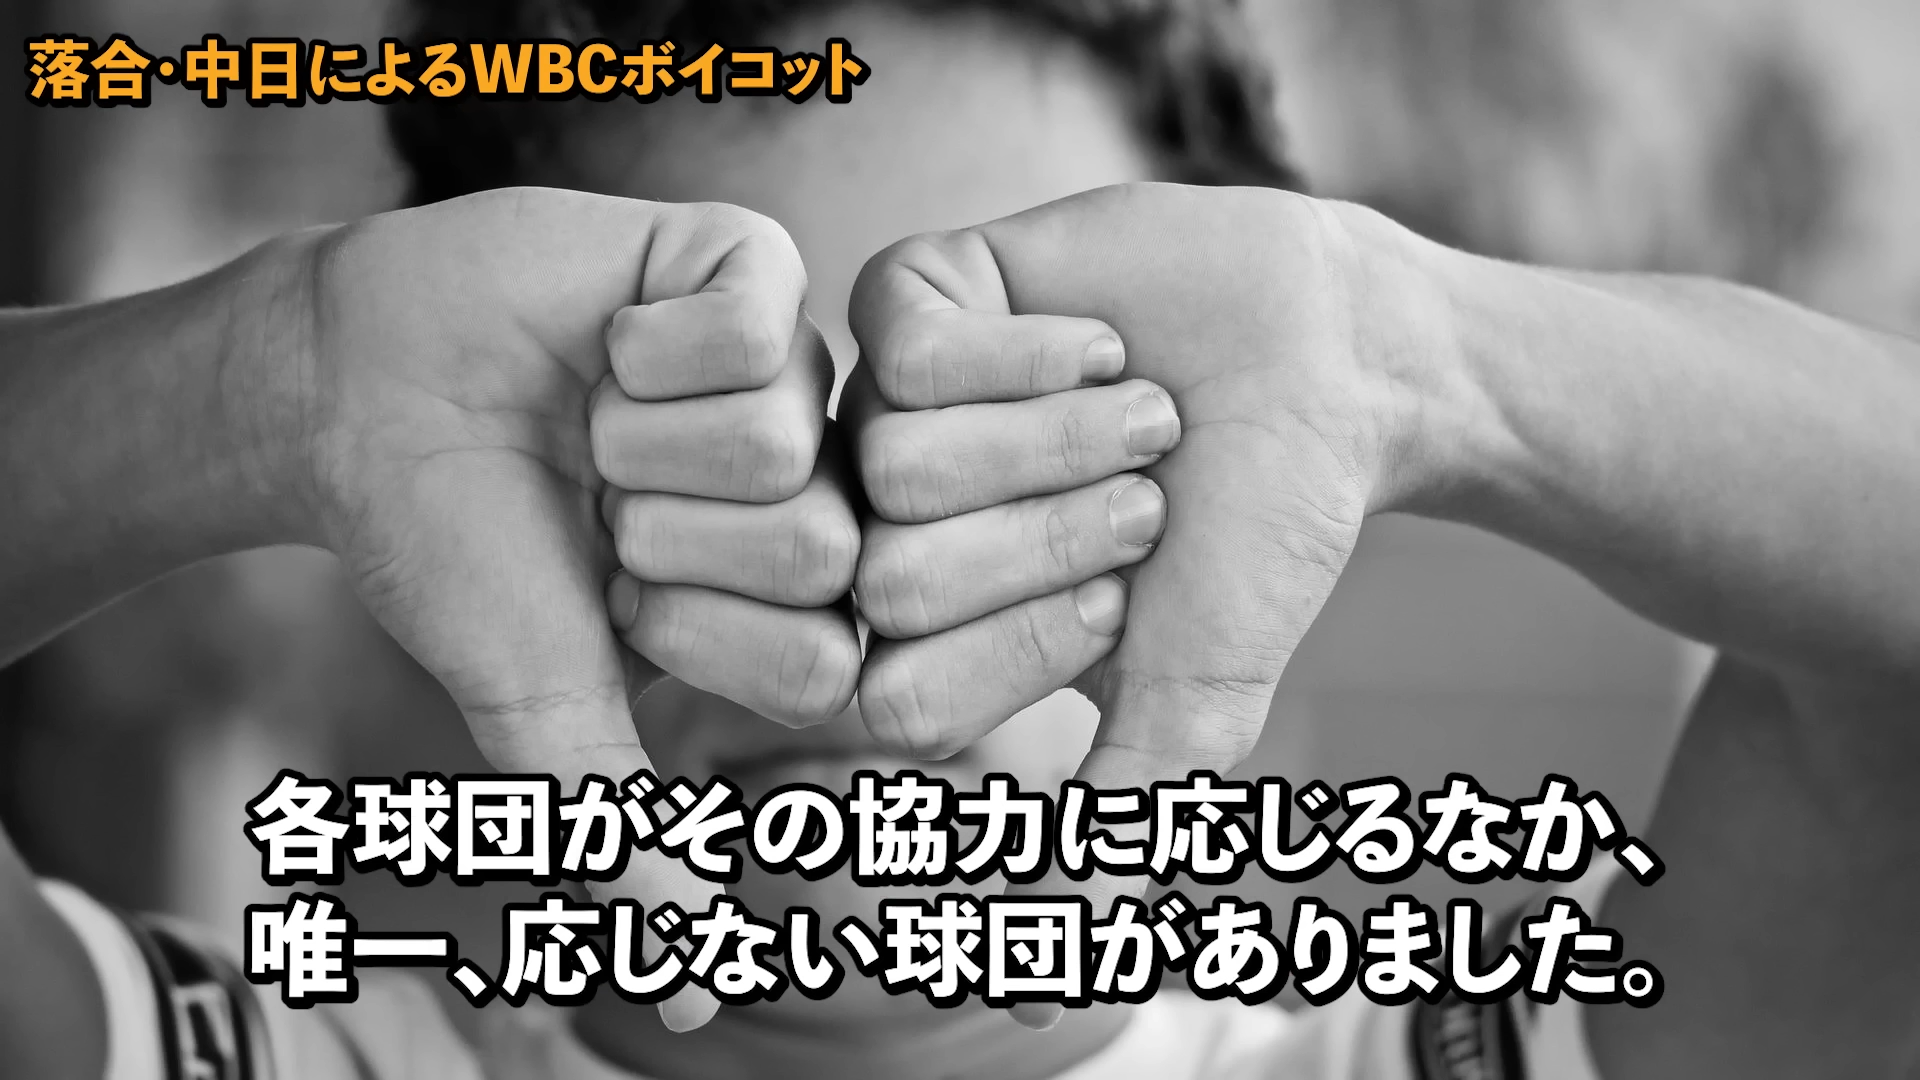 落合・中日によるWBCボイコット
各球団がその協力に応じるなか、
唯一、応じない球団がありました。